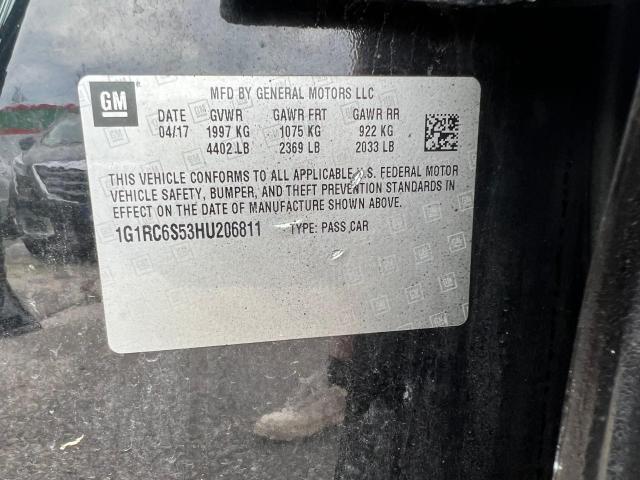 GM
MFD BY GENERAL MOTORS LLC
DATE GVWR GAWR FRT GAWR RR
04/17 1997 KG 1075 KG 922 KG
4402 LB 2369 LB 2033 LB
THIS VEHICLE CONFORMS TO ALL APPLICABLE U.S. FEDERAL MOTOR
VEHICLE SAFETY, BUMPER, AND THEFT PREVENTION STANDARDS IN
EFFECT ON THE DATE OF MANUFACTURE SHOWN ABOVE.
1G1RC6S53HU206811 TYPE: PASS CAR